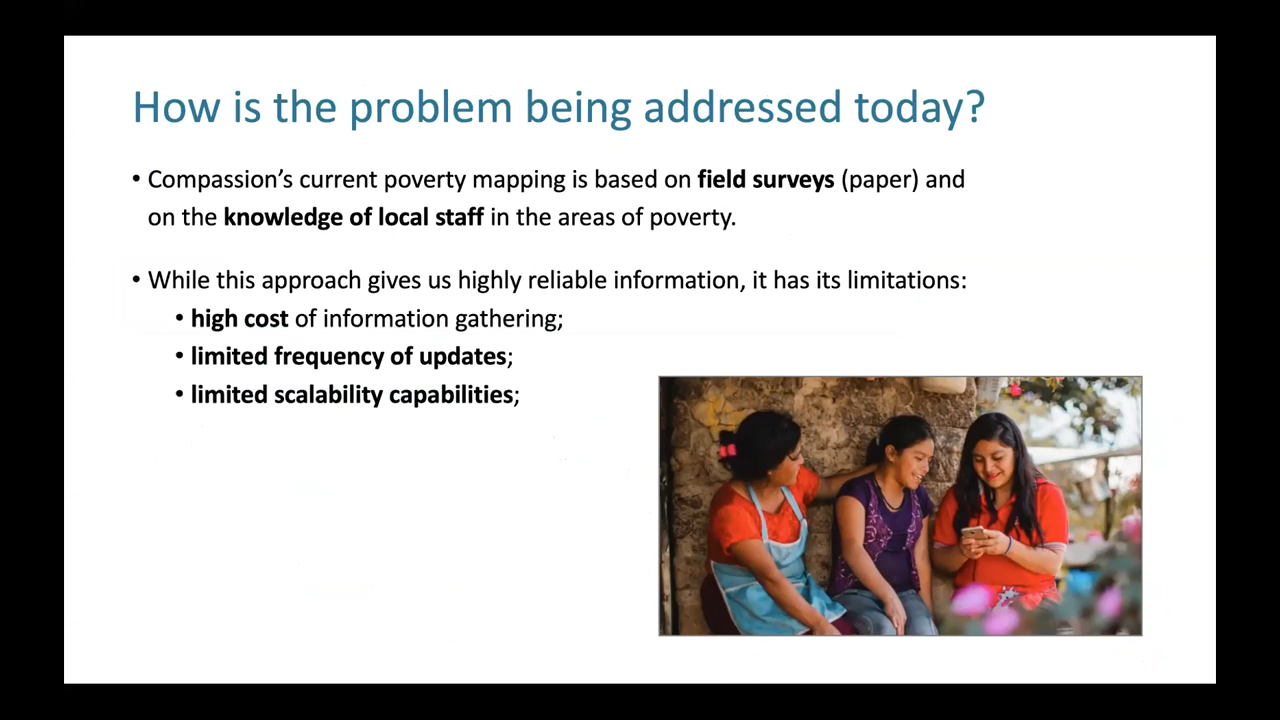 How is the problem being addressed today?
• Compassion’s current poverty mapping is based on field surveys (paper) and
on the knowledge of local staff in the areas of poverty.
• While this approach gives us highly reliable information, it has its limitations:
• high cost of information gathering;
• limited frequency of updates;
• limited scalability capabilities;